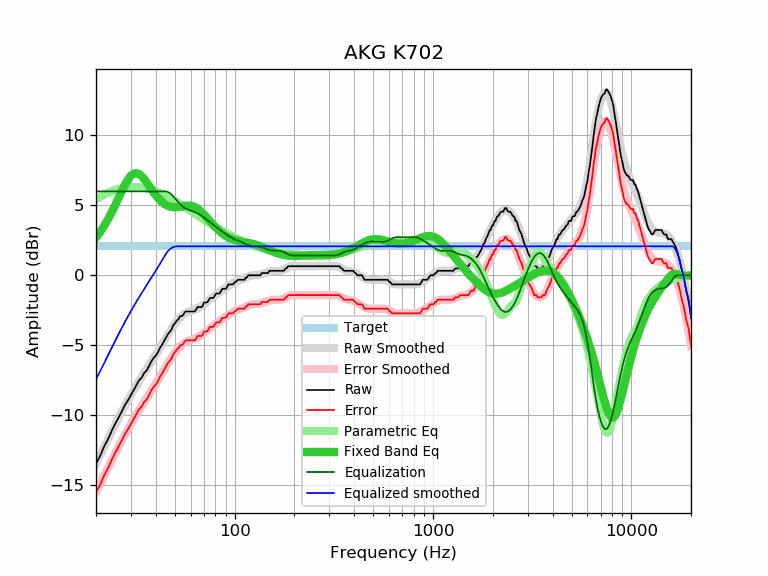 AKG K702
Amplitude (dBr)
10
5
0
−5
−10
−15
Target
Raw Smoothed
Error Smoothed
Raw
Error
Parametric Eq
Fixed Band Eq
Equalization
Equalized smoothed
100
1000
10000
Frequency (Hz)